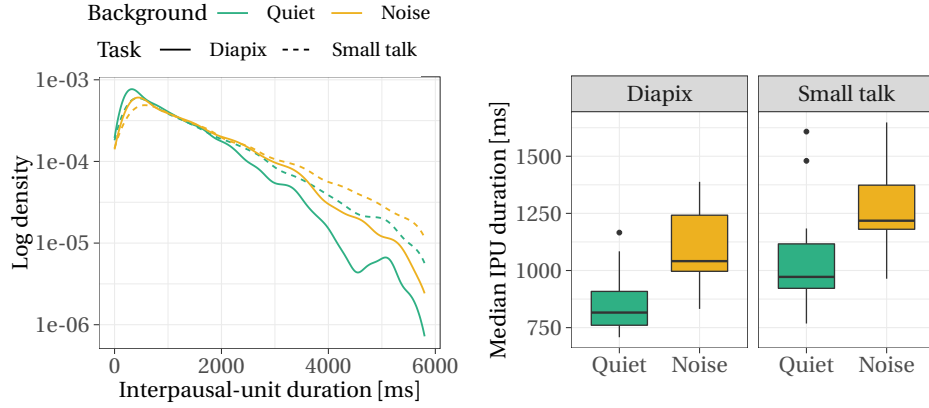 Background Quiet Noise
Task Diapix Small talk
1e-03
1e-04
1e-05
1e-06
Log density
0 2000 4000 6000
Interpausal-unit duration [ms]
Diapix Small talk
1500
1250
1000
750
Median IPU duration [ms]
Quiet Noise Quiet Noise